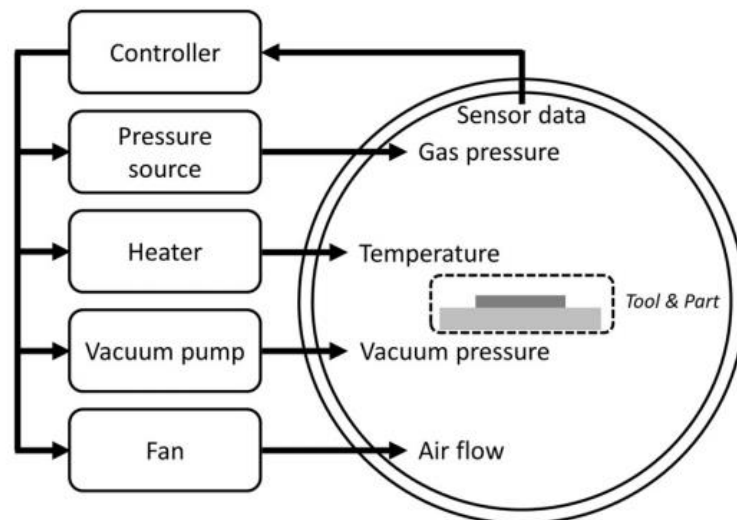 Controller
Sensor data
Pressure
source
Gas pressure
Heater
Temperature
Tool & Part
Vacuum pump
Vacuum pressure
Fan
Air flow